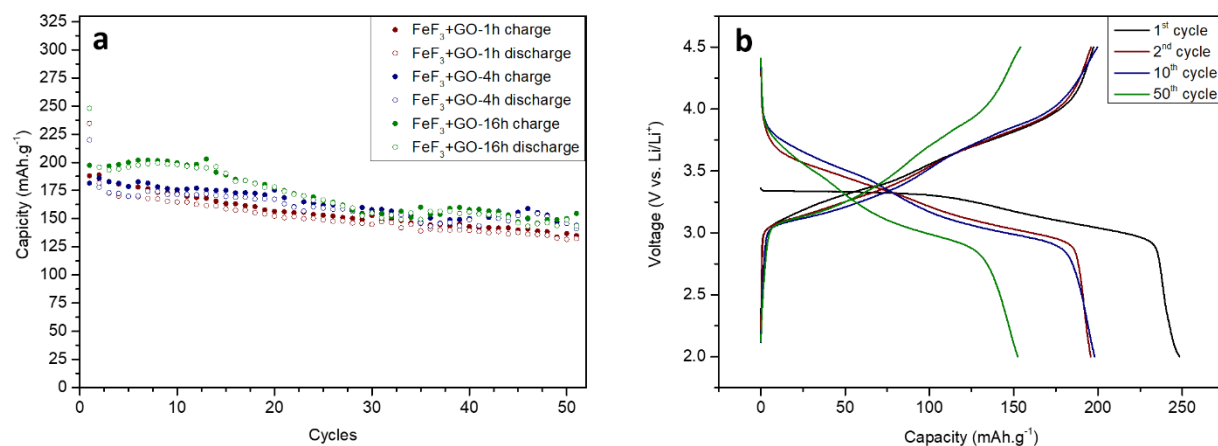 a
FeF3+GO-1h charge
FeF3+GO-1h discharge
FeF3+GO-4h charge
FeF3+GO-4h discharge
FeF3+GO-16h charge
FeF3+GO-16h discharge
325
300
275
250
225
200
175
150
125
100
75
50
25
0
Capicity (mAh.g-1)
0 10 20 30 40 50
Cycles
b
1st cycle
2nd cycle
10th cycle
50th cycle
4.5
4.0
3.5
3.0
2.5
2.0
Voltage (V vs. Li/Li+)
0 50 100 150 200 250
Capacity (mAh.g-1)